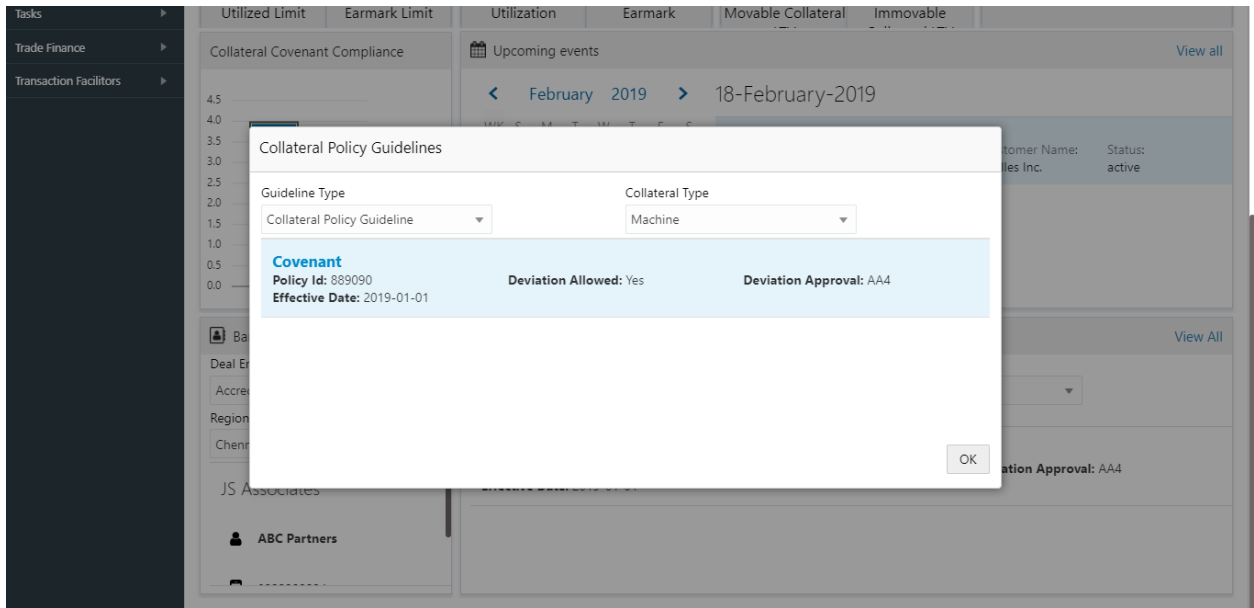 Tasks
Trade Finance
Transaction Facilitors
Utilized Limit Earmark Limit Utilization Earmark Movable Collateral Immovable
Collateral Covenant Compliance
Upcoming events View all
February 2019 18-February-2019
WK S M T W T F S
4.5
4.0
3.5
3.0
2.5
2.0
1.5
1.0
0.5
0.0
Collateral Policy Guidelines
Guideline Type Collateral Type
Collateral Policy Guideline Machine
Covenant
Policy Id: 889090 Deviation Allowed: Yes Deviation Approval: AA4
Effective Date: 2019-01-01
OK
Status:
active
Inc.
View All
Deal
Region
JS Associates
ABC Partners
Approval: AA4